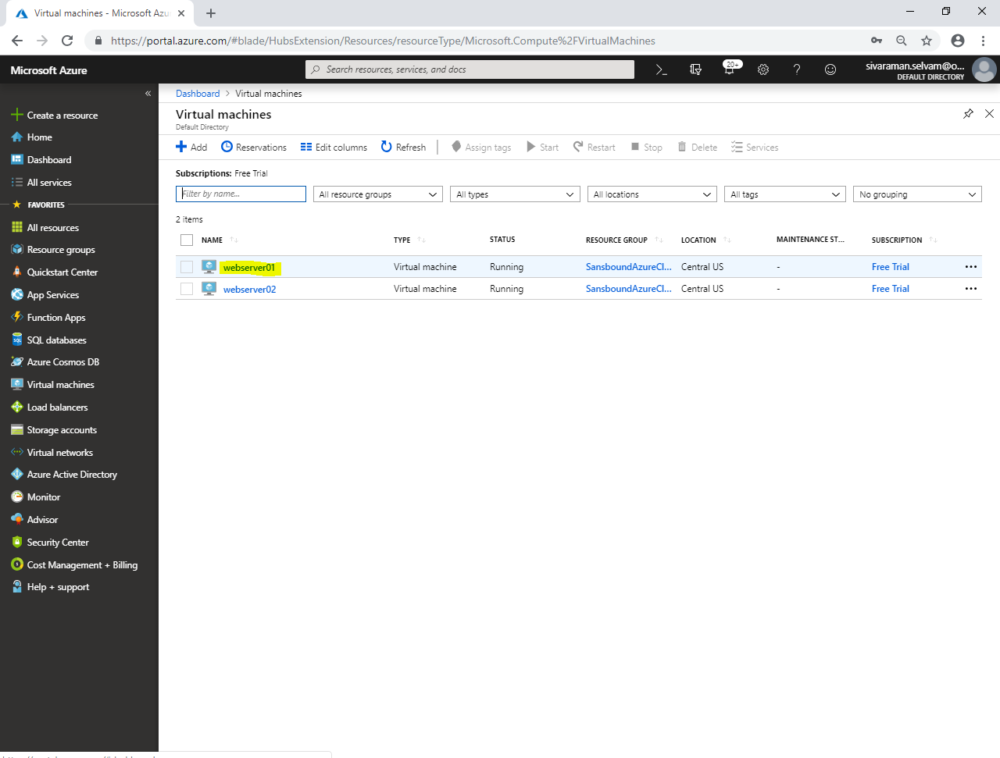 Virtual machines - Microsoft Azu
https://portal.azure.com/#blade/HubsExtension/Resources/resourceType/Microsoft.Compute%2FVirtualMachines
Microsoft Azure
Search resources, services, and docs
20+
sivaraman.selvam@o...
DEFAULT DIRECTORY
Create a resource
Home
Dashboard
All services
FAVORITES
All resources
Resource groups
Quickstart Center
App Services
Function Apps
SQL databases
Azure Cosmos DB
Virtual machines
Load balancers
Storage accounts
Virtual networks
Azure Active Directory
Monitor
Advisor
Security Center
Cost Management + Billing
Help + support
Dashboard > Virtual machines
Virtual machines
Default Directory
Add Reservations Edit columns Refresh Assign tags Start Restart Stop Delete Services
Subscriptions: Free Trial
Filter by name... All resource groups All types All locations All tags No grouping
2 items
NAME TYPE STATUS RESOURCE GROUP LOCATION MAINTENANCE ST... SUBSCRIPTION
webserver01 Virtual machine Running SansboundAzureCl... Central US - Free Trial ...
webserver02 Virtual machine Running SansboundAzureCl... Central US - Free Trial ...